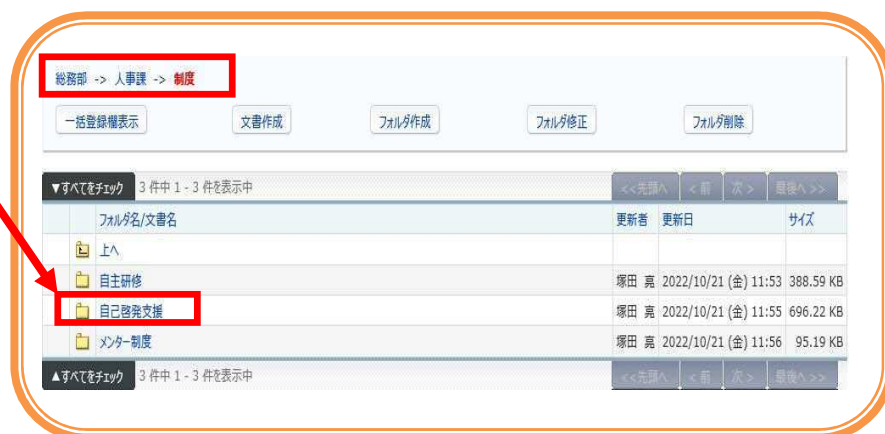 総務部 -> 人事課 -> 制度
一括登録欄表示 文書作成 フォルダ作成 フォルダ修正 フォルダ削除
▼すべてをチェック 3 件中 1 - 3 件を表示中 <<先頭へ <前 次> 最後へ>>
フォルダ名/文書名 更新者 更新日 サイズ
上へ
自主研修 塚田 亮 2022/10/21 (金) 11:53 388.59 KB
自己啓発支援 塚田 亮 2022/10/21 (金) 11:55 696.22 KB
メンター制度 塚田 亮 2022/10/21 (金) 11:56 95.19 KB
▲すべてをチェック 3 件中 1 - 3 件を表示中 <<先頭へ <前 次> 最後へ>>